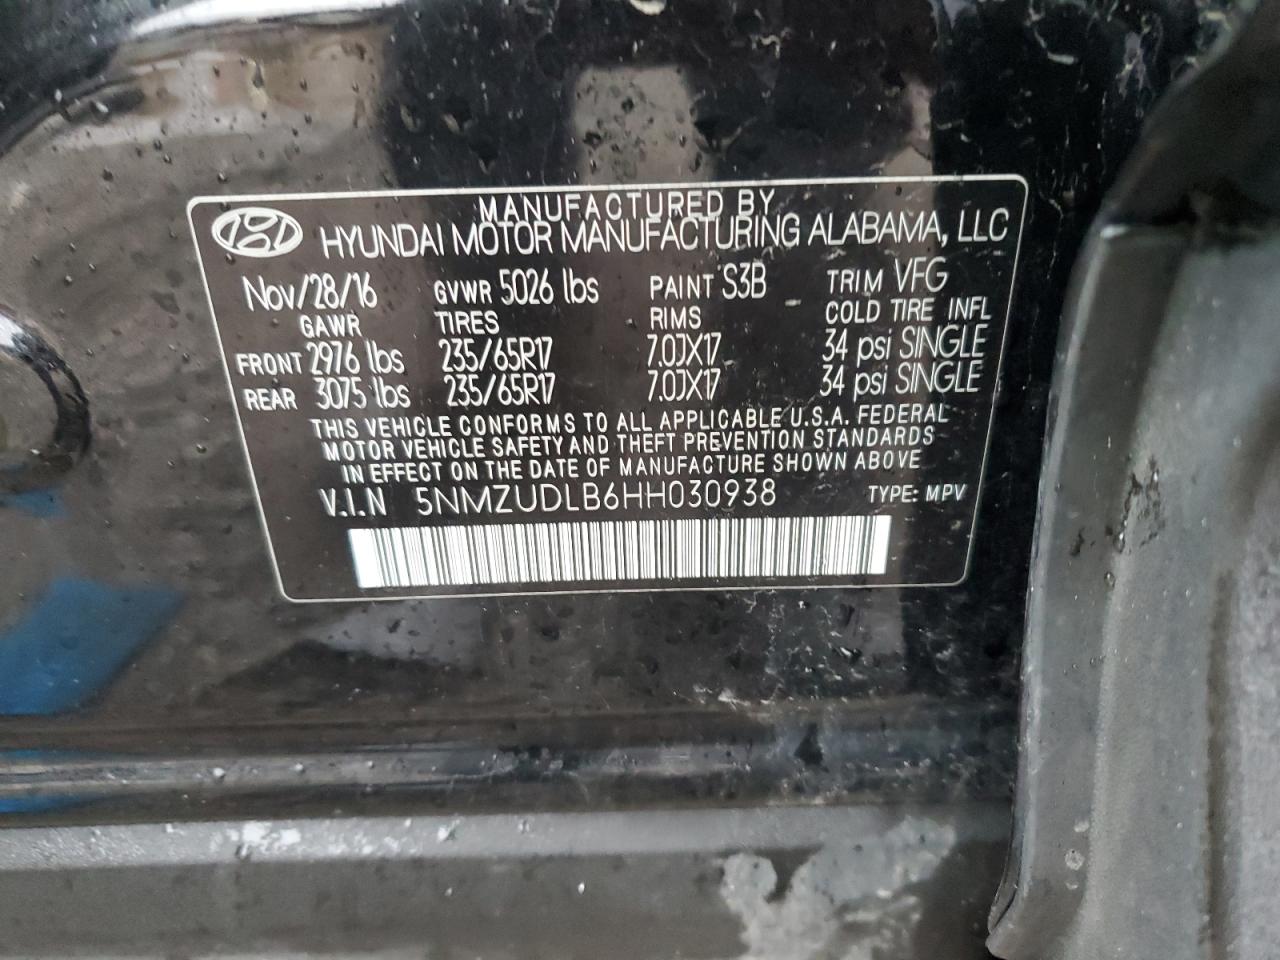 MANUFACTURED BY
HYUNDAI MOTOR MANUFACTURING ALABAMA, LLC
Nov/28/16 GVWR 5026 lbs PAINT S3B TRIM VFG
GAWR TIRES RIMS COLD TIRE INFL
FRONT 2976 lbs 235/65R17 7.0JX17 34 psi SINGLE
REAR 3075 lbs 235/65R17 7.0JX17 34 psi SINGLE
THIS VEHICLE CONFORMS TO ALL APPLICABLE U.S.A. FEDERAL
MOTOR VEHICLE SAFETY AND THEFT PREVENTION STANDARDS
IN EFFECT ON THE DATE OF MANUFACTURE SHOWN ABOVE
V.I.N 5NMZUDLB6HH030938 TYPE: MPV